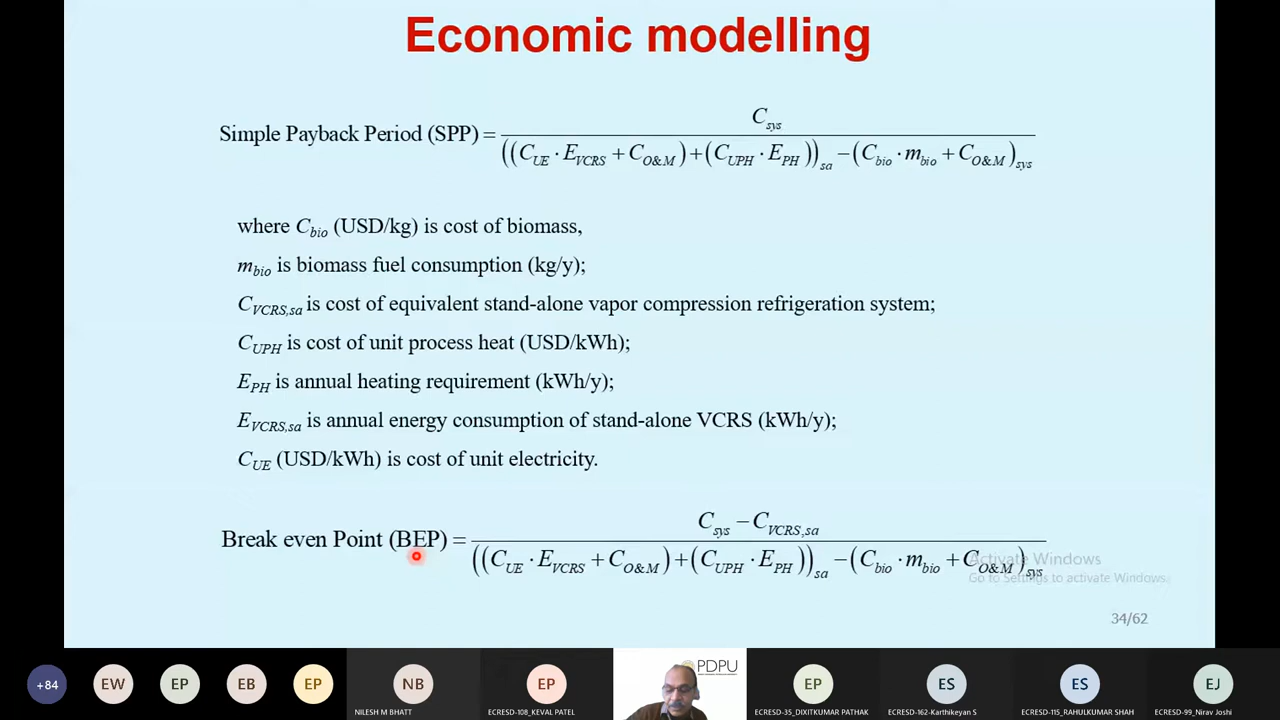 Economic modelling
Simple Payback Period (SPP) = C_sys / (((C_UE · E_VCRS + C_O&M) + (C_UPH · E_PH))_sa − (C_bio · m_bio + C_O&M)_sys)
where C_bio (USD/kg) is cost of biomass,
m_bio is biomass fuel consumption (kg/y);
C_VCRS,sa is cost of equivalent stand-alone vapor compression refrigeration system;
C_UPH is cost of unit process heat (USD/kWh);
E_PH is annual heating requirement (kWh/y);
E_VCRS,sa is annual energy consumption of stand-alone VCRS (kWh/y);
C_UE (USD/kWh) is cost of unit electricity.
Break even Point (BEP) = (C_sys − C_VCRS,sa) / (((C_UE · E_VCRS + C_O&M) + (C_UPH · E_PH))_sa − (C_bio · m_bio + C_O&M)_sys)
Activate Windows
Go to Settings to activate Windows.
34/62
+84
EW
EP
EB
EP
NB
NILESH M BHATT
EP
ECRESD-108_KEVAL PATEL
PDPU
EP
ECRESD-35_DIXITKUMAR PATHAK
ES
ECRESD-162-Karthikeyan S
ES
ECRESD-115_RAHULKUMAR SHAH
EJ
ECRESD-99_Nirav Joshi